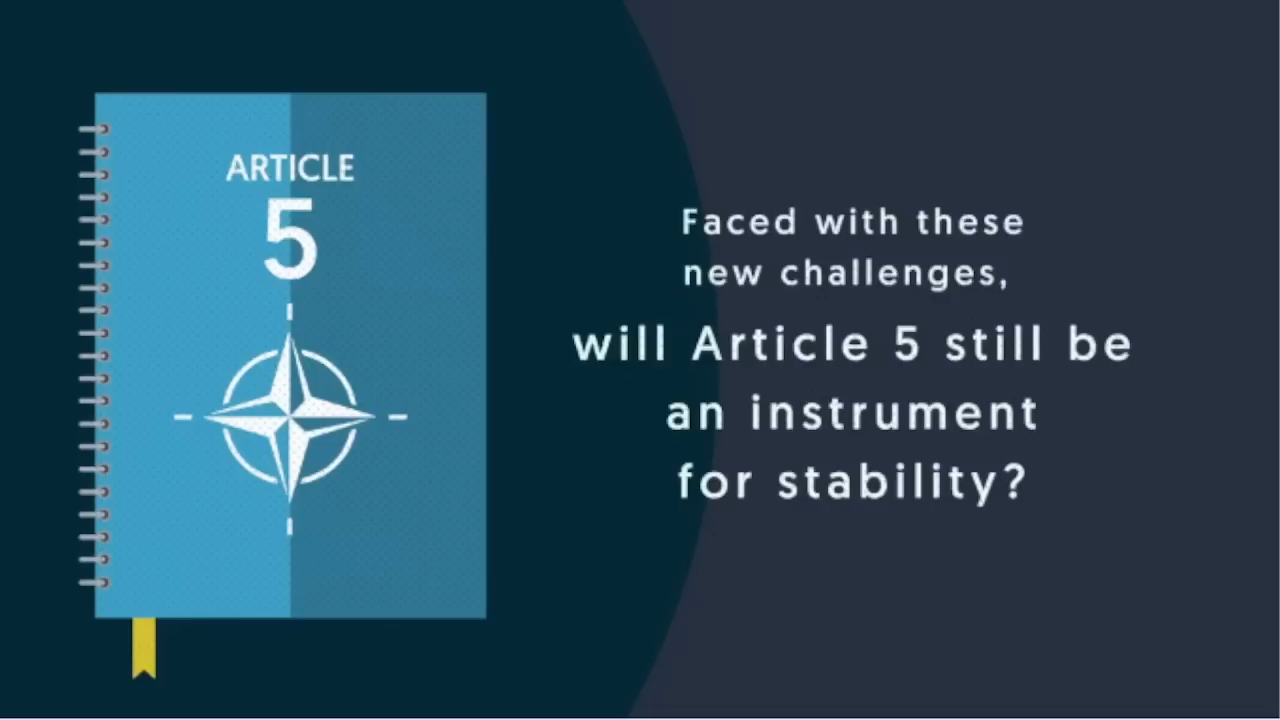 ARTICLE
5
Faced with these
new challenges,
will Article 5 still be
an instrument
for stability?